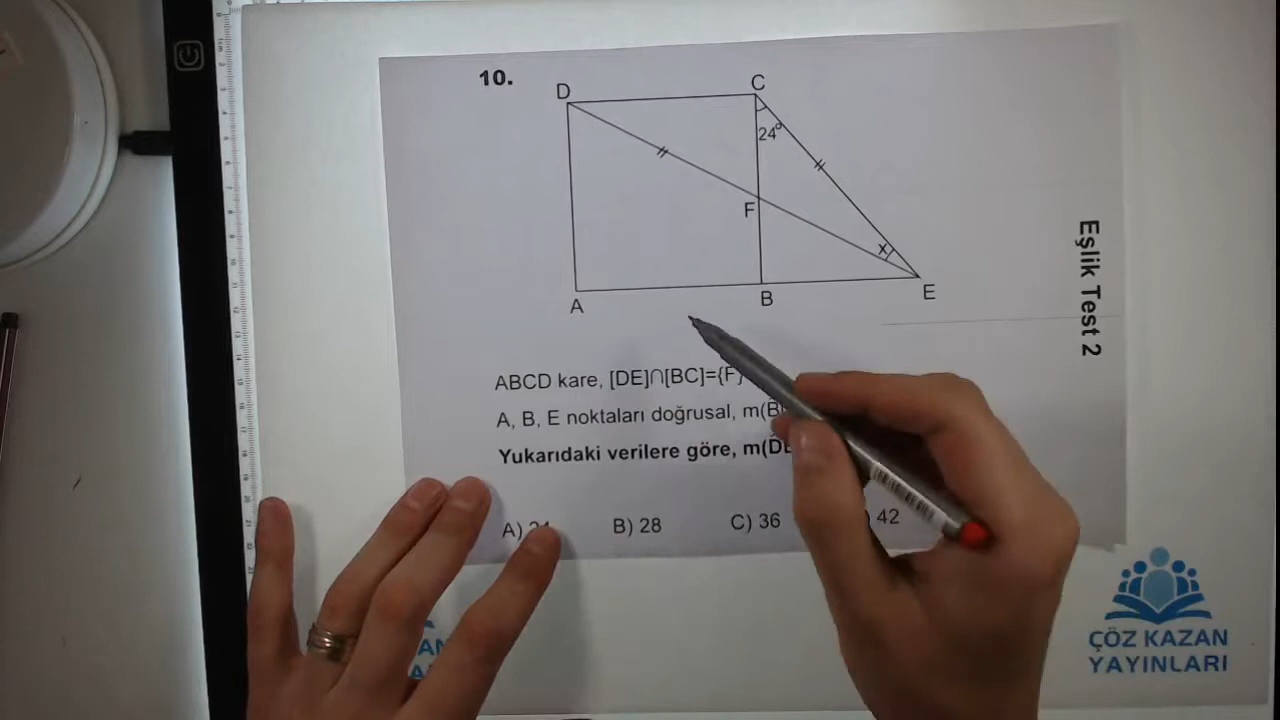 10.
D
C
24°
F
x
A
B
E
Eşlik Test 2
ABCD kare, [DE]∩[BC]={F}
A, B, E noktaları doğrusal,
Yukarıdaki verilere göre,
A) B) 28 C) 36 42
ÇÖZ KAZAN
YAYINLARI